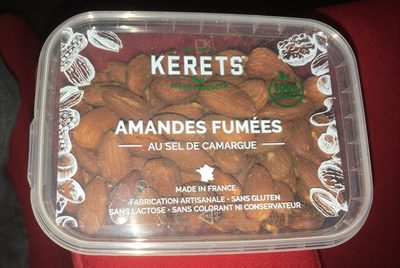 KERETS
AMANDES FUMÉES
AU SEL DE CAMARGUE
MADE IN FRANCE
FABRICATION ARTISANALE • SANS GLUTEN
SANS LACTOSE • SANS COLORANT NI CONSERVATEUR